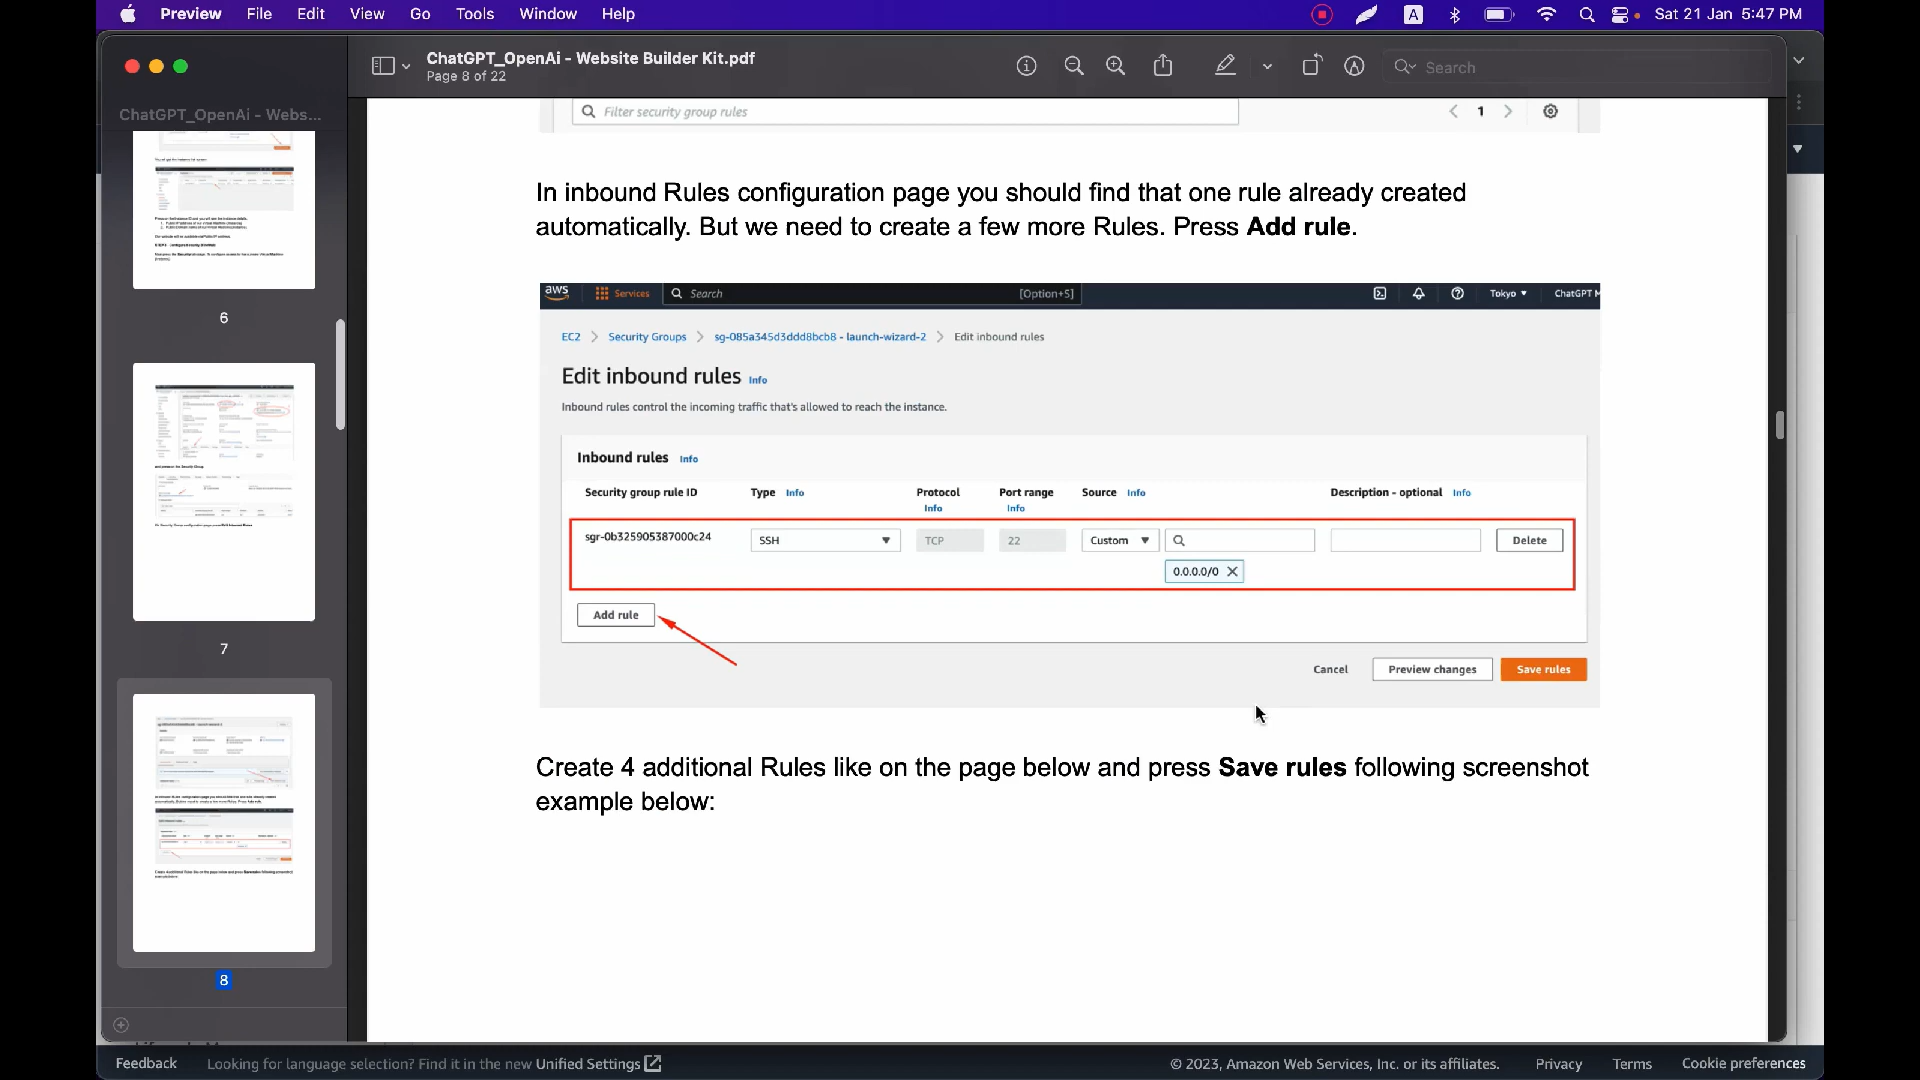 Preview File Edit View Go Tools Window Help
A
Sat 21 Jan 5:47 PM
ChatGPT_OpenAi - Website Builder Kit.pdf
Page 8 of 22
Search
ChatGPT_OpenAi - Webs...
6
7
8
Filter security group rules
1
In inbound Rules configuration page you should find that one rule already created
automatically. But we need to create a few more Rules. Press Add rule.
aws Services Search [Option+S] Tokyo ChatGPT
EC2 Security Groups sg-085a345d3ddd8bcb8 - launch-wizard-2 Edit inbound rules
Edit inbound rules Info
Inbound rules control the incoming traffic that's allowed to reach the instance.
Inbound rules Info
Security group rule ID Type Info Protocol Info Port range Info Source Info Description - optional Info
sgr-0b325905387000c24 SSH TCP 22 Custom Delete
0.0.0.0/0
Add rule
Cancel Preview changes Save rules
Create 4 additional Rules like on the page below and press Save rules following screenshot
example below:
Feedback Looking for language selection? Find it in the new Unified Settings © 2023, Amazon Web Services, Inc. or its affiliates. Privacy Terms Cookie preferences